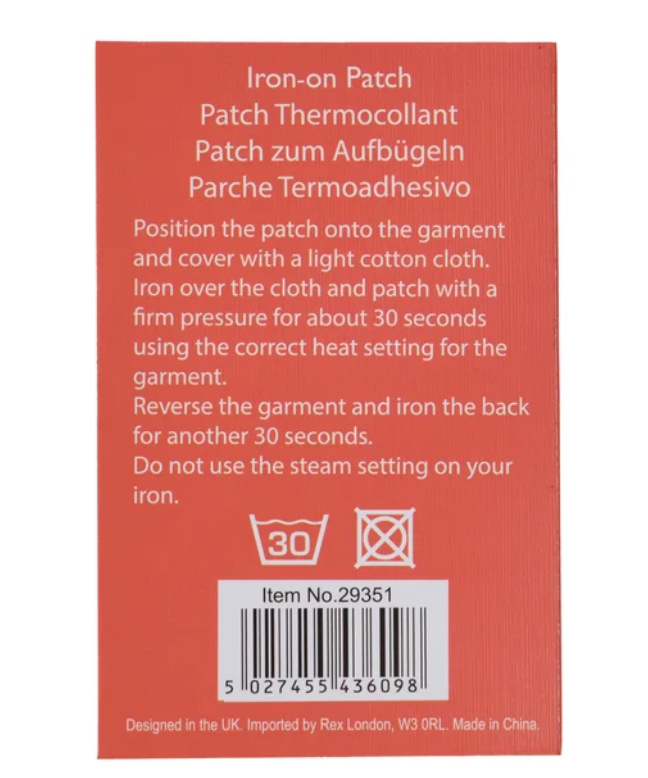 Iron-on Patch
Patch Thermocollant
Patch zum Aufbügeln
Parche Termoadhesivo
Position the patch onto the garment
and cover with a light cotton cloth.
Iron over the cloth and patch with a
firm pressure for about 30 seconds
using the correct heat setting for the
garment.
Reverse the garment and iron the back
for another 30 seconds.
Do not use the steam setting on your
iron.
30
Item No.29351
5 027455 436098
Designed in the UK. Imported by Rex London, W3 0RL. Made in China.